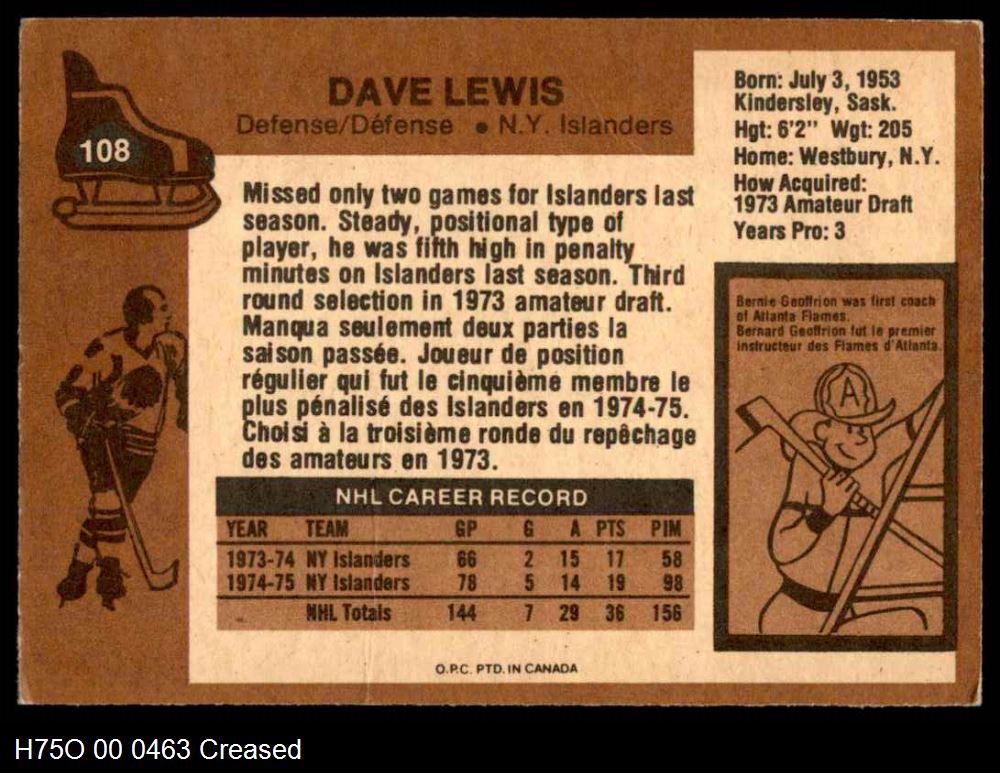 DAVE LEWIS
Defense/Défense • N.Y. Islanders
108
Born: July 3, 1953
Kindersley, Sask.
Hgt: 6'2" Wgt: 205
Home: Westbury, N.Y.
How Acquired:
1973 Amateur Draft
Years Pro: 3
Missed only two games for Islanders last
season. Steady, positional type of
player, he was fifth high in penalty
minutes on Islanders last season. Third
round selection in 1973 amateur draft.
Manqua seulement deux parties la
saison passée. Joueur de position
régulier qui fut le cinquième membre le
plus pénalisé des Islanders en 1974-75.
Choisi à la troisième ronde du repêchage
des amateurs en 1973.
Bernie Geoffrion was first coach
of Atlanta Flames.
Bernard Geoffrion fut le premier
instructeur des Flames d'Atlanta.
A
NHL CAREER RECORD
YEAR TEAM GP G A PTS PIM
1973-74 NY Islanders 66 2 15 17 58
1974-75 NY Islanders 78 5 14 19 98
NHL Totals 144 7 29 36 156
O.P.C. PTD. IN CANADA
H75O 00 0463 Creased